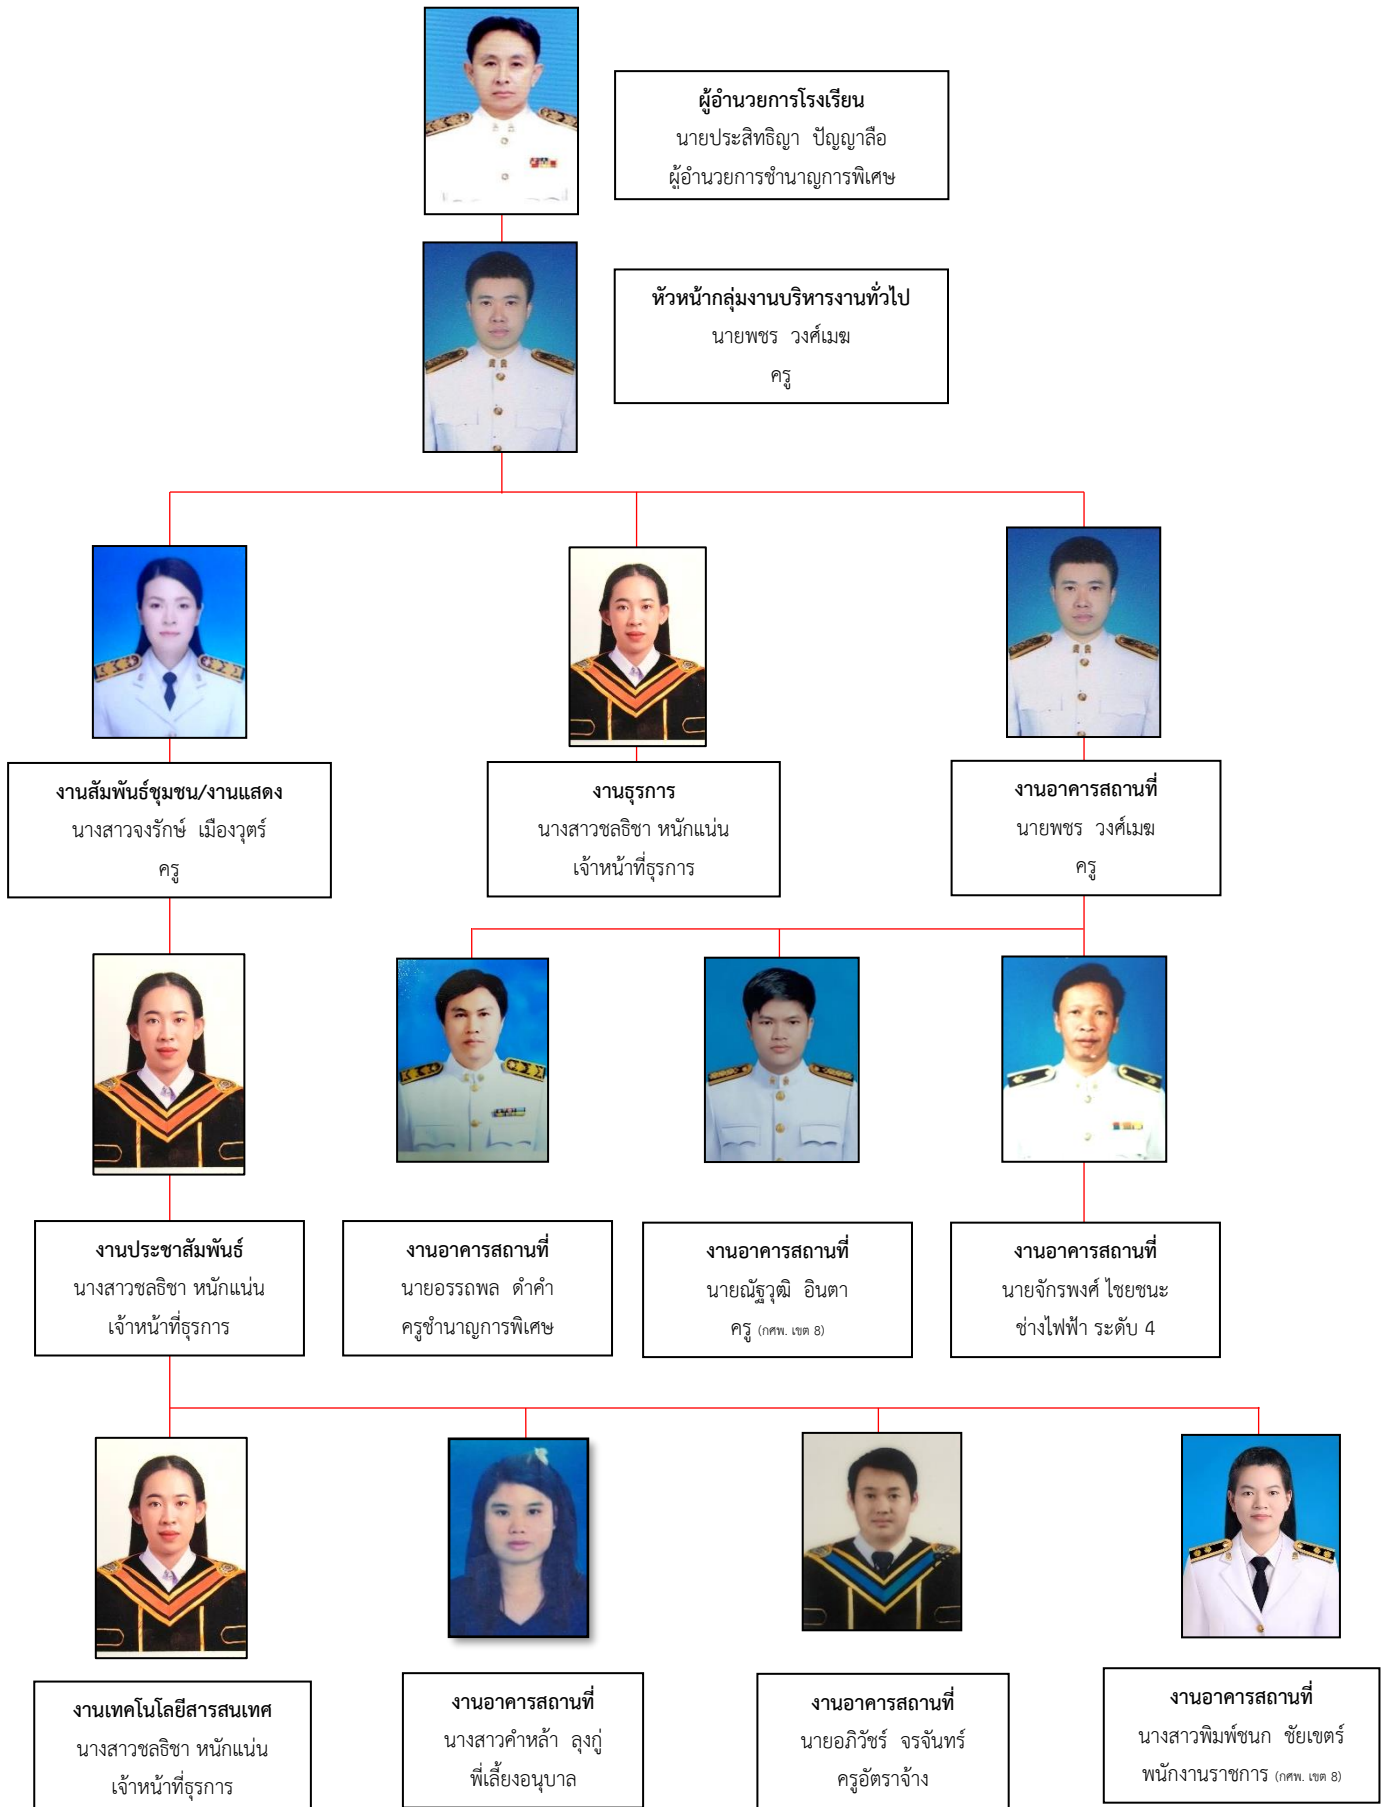 ผู้อำนวยการโรงเรียน
นายประสิทธิญา ปัญญาลือ
ผู้อำนวยการชำนาญการพิเศษ
หัวหน้ากลุ่มงานบริหารงานทั่วไป
นายพชร วงศ์เมฆ
ครู
งานสัมพันธ์ชุมชน/งานแสดง
นางสาวจงรักษ์ เมืองวุตร์
ครู
งานธุรการ
นางสาวชลธิชา หนักแน่น
เจ้าหน้าที่ธุรการ
งานอาคารสถานที่
นายพชร วงศ์เมฆ
ครู
งานประชาสัมพันธ์
นางสาวชลธิชา หนักแน่น
เจ้าหน้าที่ธุรการ
งานอาคารสถานที่
นายอรรถพล ดำคำ
ครูชำนาญการพิเศษ
งานอาคารสถานที่
นายณัฐวุฒิ อินตา
ครู (กศพ. เขต 8)
งานอาคารสถานที่
นายจักรพงศ์ ไชยชนะ
ช่างไฟฟ้า ระดับ 4
งานเทคโนโลยีสารสนเทศ
นางสาวชลธิชา หนักแน่น
เจ้าหน้าที่ธุรการ
งานอาคารสถานที่
นางสาวคำหล้า ลุงกู่
พี่เลี้ยงอนุบาล
งานอาคารสถานที่
นายอภิวัชร์ จรจันทร์
ครูอัตราจ้าง
งานอาคารสถานที่
นางสาวพิมพ์ชนก ชัยเขตร์
พนักงานราชการ (กศพ. เขต 8)